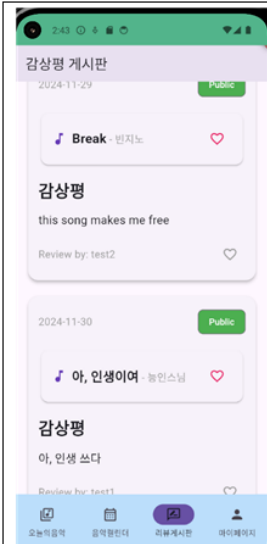 2:43
감상평 게시판
2024-11-29
Public
Break - 빈지노
감상평
this song makes me free
Review by: test2
2024-11-30
Public
아, 인생이여 - 능인스님
감상평
아, 인생 쓰다
Review by: test1
오늘의음악
음악캘린더
리뷰게시판
마이페이지